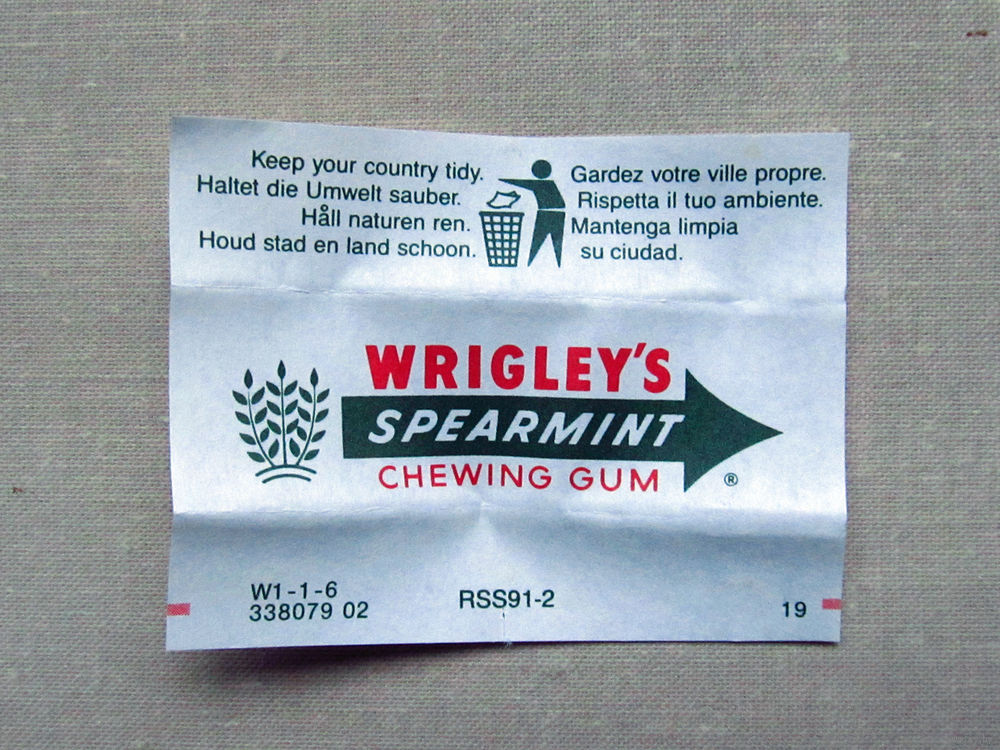 Keep your country tidy.
Haltet die Umwelt sauber.
Håll naturen ren.
Houd stad en land schoon.
Gardez votre ville propre.
Rispetta il tuo ambiente.
Mantenga limpia
su ciudad.
WRIGLEY'S
SPEARMINT
CHEWING GUM
®
W1-1-6
338079 02
RSS91-2
19